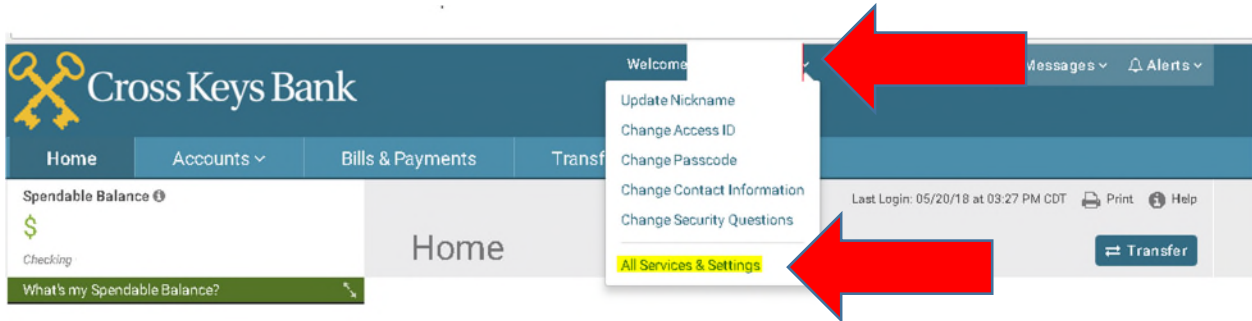 Cross Keys Bank
Welcome
Messages
Alerts
Update Nickname
Change Access ID
Change Passcode
Change Contact Information
Change Security Questions
All Services & Settings
Home
Accounts
Bills & Payments
Transf
Spendable Balance
$
Checking
What's my Spendable Balance?
Home
Last Login: 05/20/18 at 03:27 PM CDT
Print
Help
Transfer